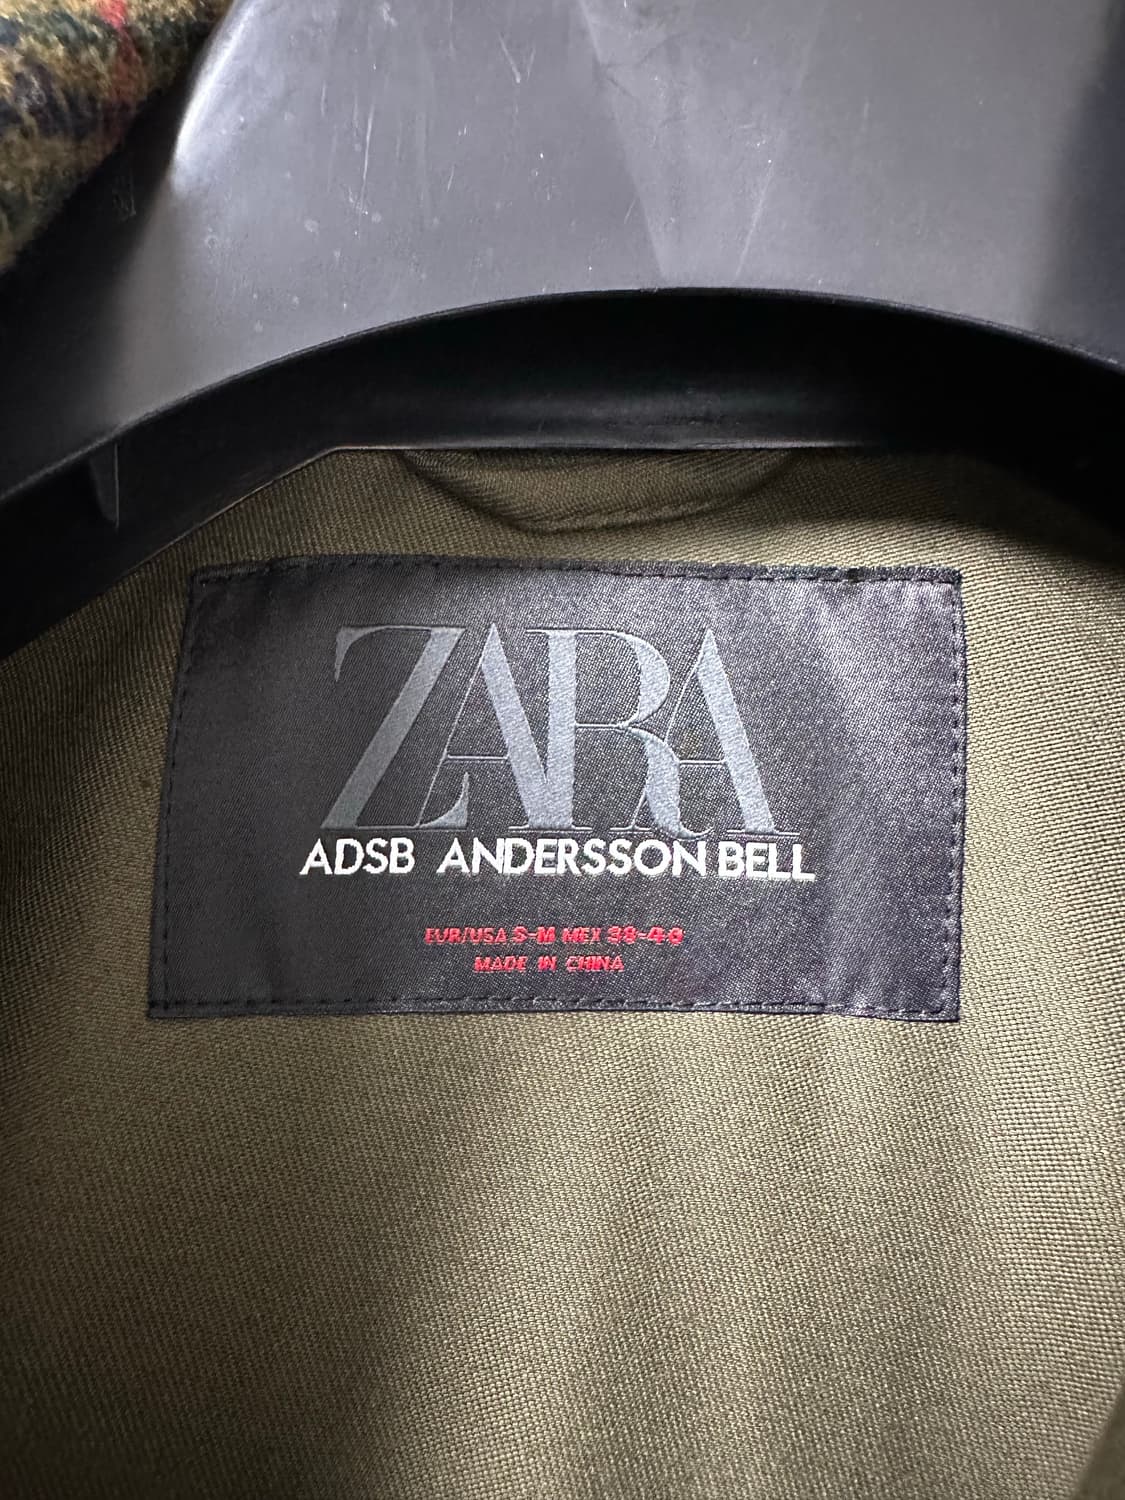 ZARA
ADSB ANDERSSON BELL
EUR/USA S-M MEX 38-40
MADE IN CHINA